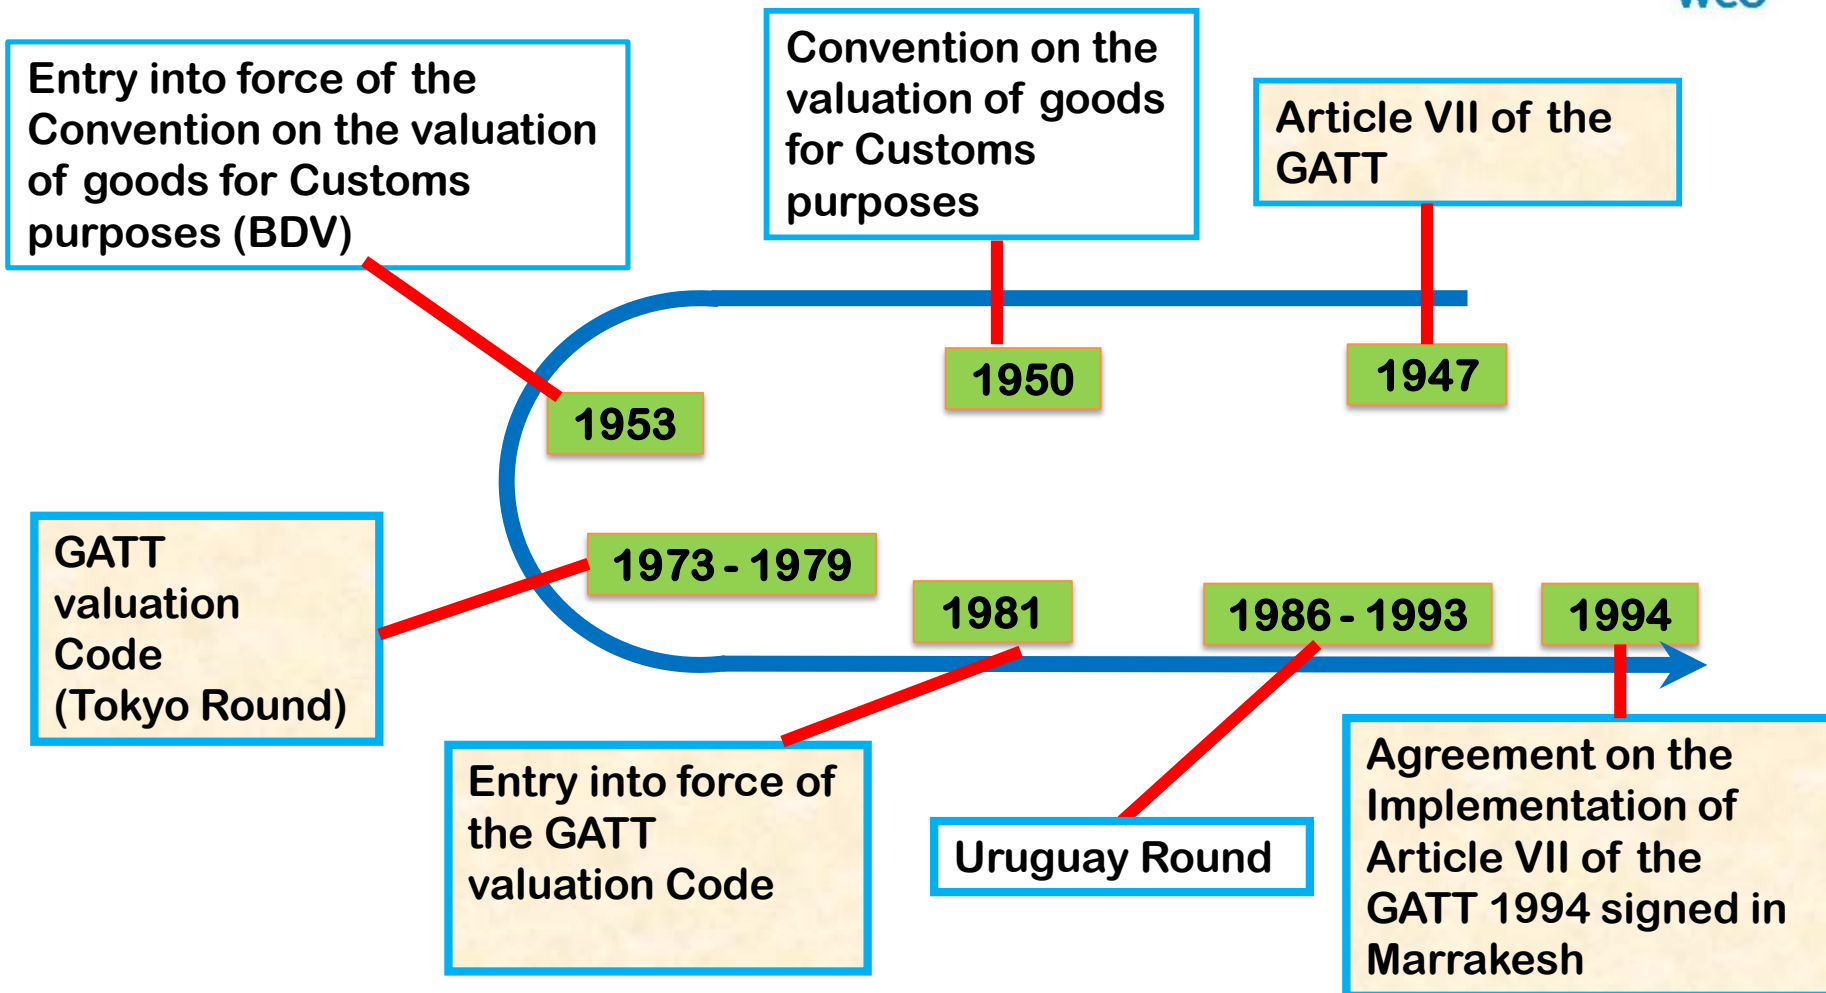 WCO
Entry into force of the
Convention on the valuation
of goods for Customs
purposes (BDV)
Convention on the
valuation of goods
for Customs
purposes
Article VII of the
GATT
1950
1947
1953
GATT
valuation
Code
(Tokyo Round)
1973 - 1979
1981
1986 - 1993
1994
Entry into force of
the GATT
valuation Code
Uruguay Round
Agreement on the
Implementation of
Article VII of the
GATT 1994 signed in
Marrakesh